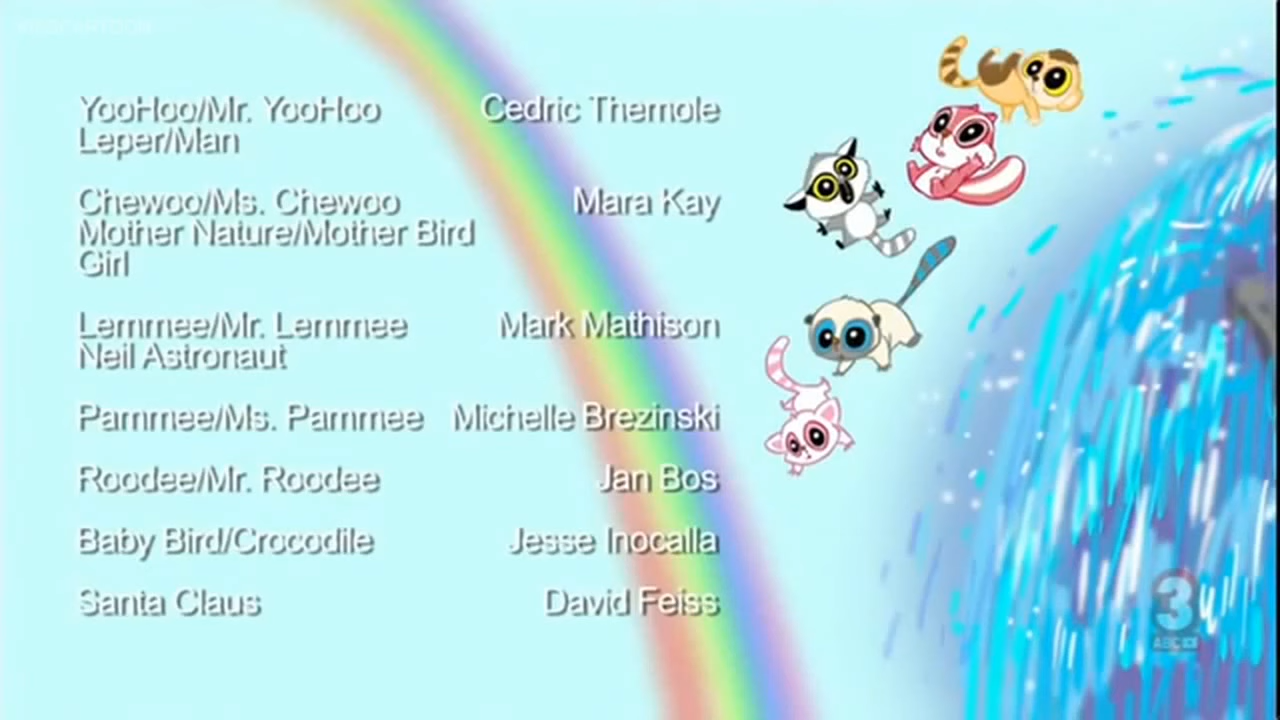 YooHoo/Mr. YooHoo Cedric Themole
Leper/Man
Chewoo/Ms. Chewoo Mara Kay
Mother Nature/Mother Bird
Girl
Lemmee/Mr. Lemmee Mark Mathison
Neil Astronaut
Pammee/Ms. Pammee Michelle Brezinski
Roodee/Mr. Roodee Jan Bos
Baby Bird/Crocodile Jesse Inocalla
Santa Claus David Feiss
3
ABC